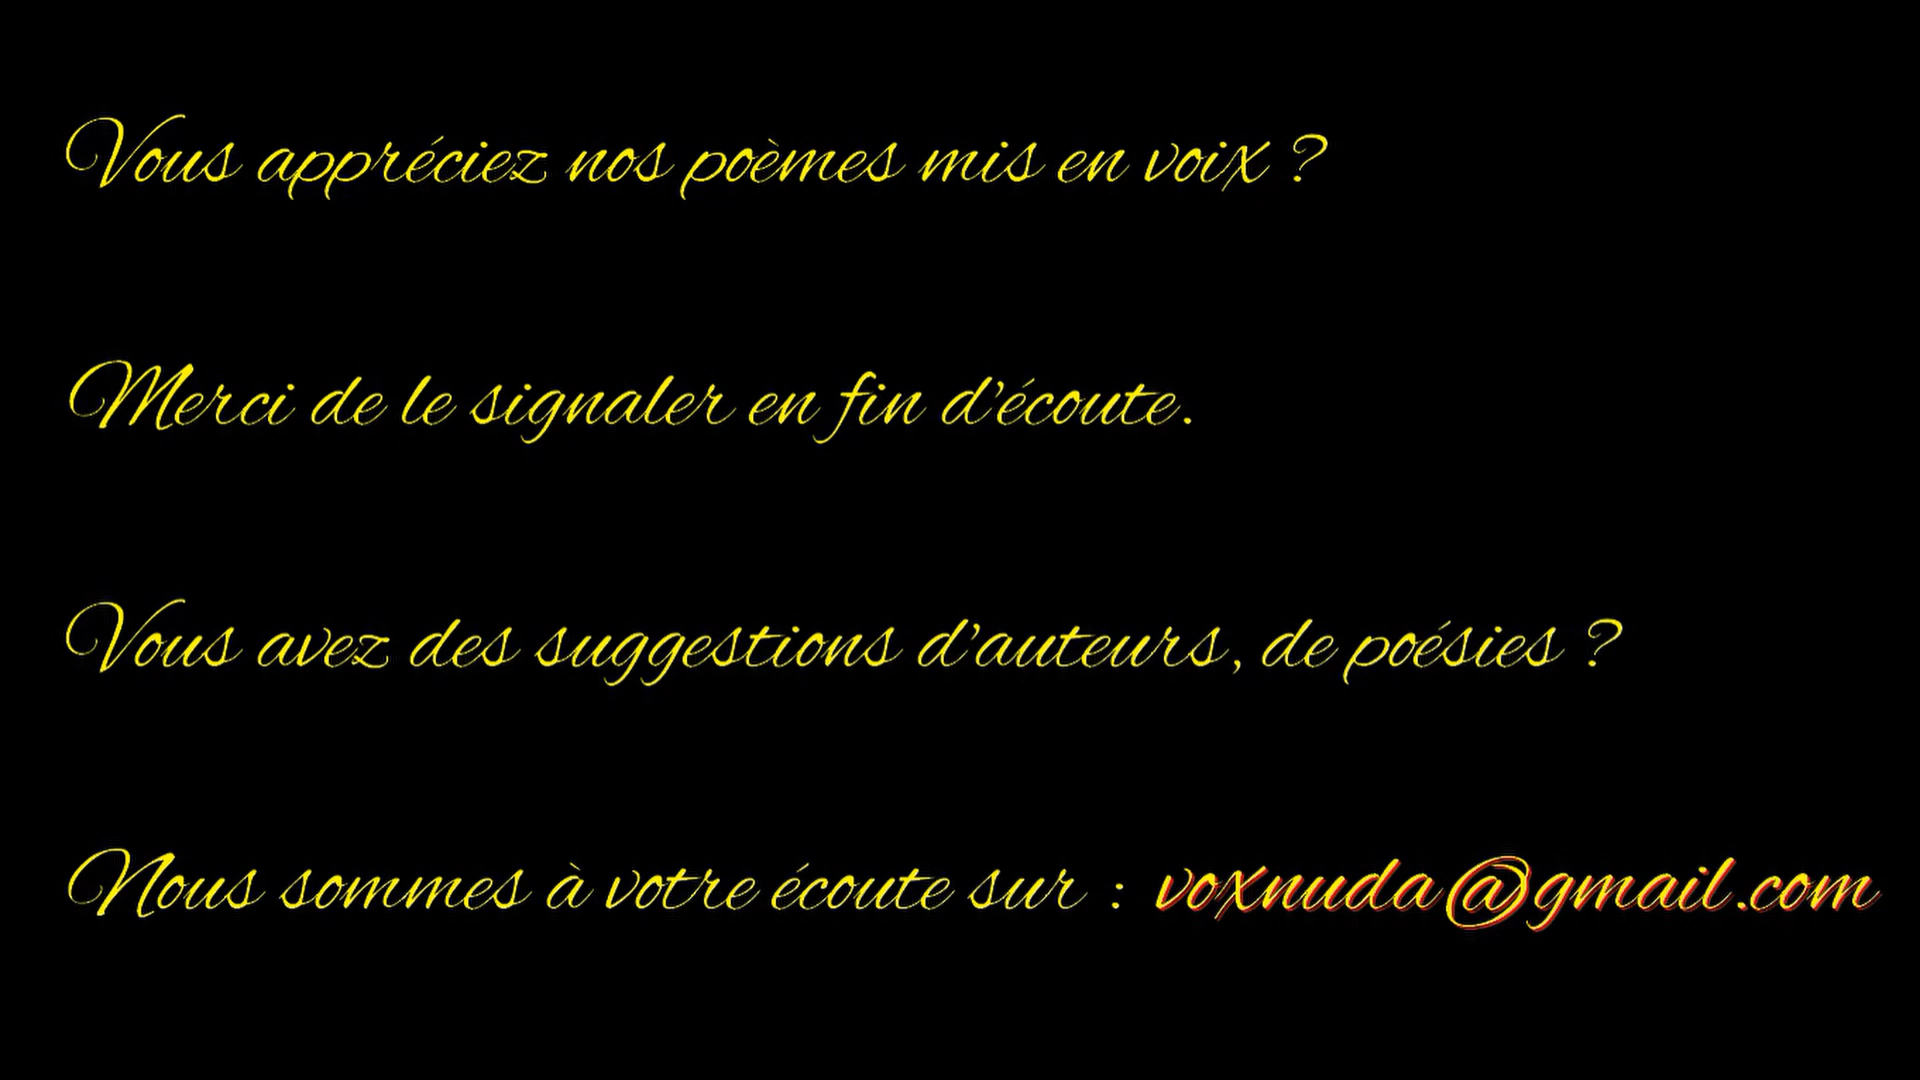 Vous appréciez nos poèmes mis en voix ?
Merci de le signaler en fin d'écoute.
Vous avez des suggestions d'auteurs, de poésies ?
Nous sommes à votre écoute sur : voxnuda@gmail.com